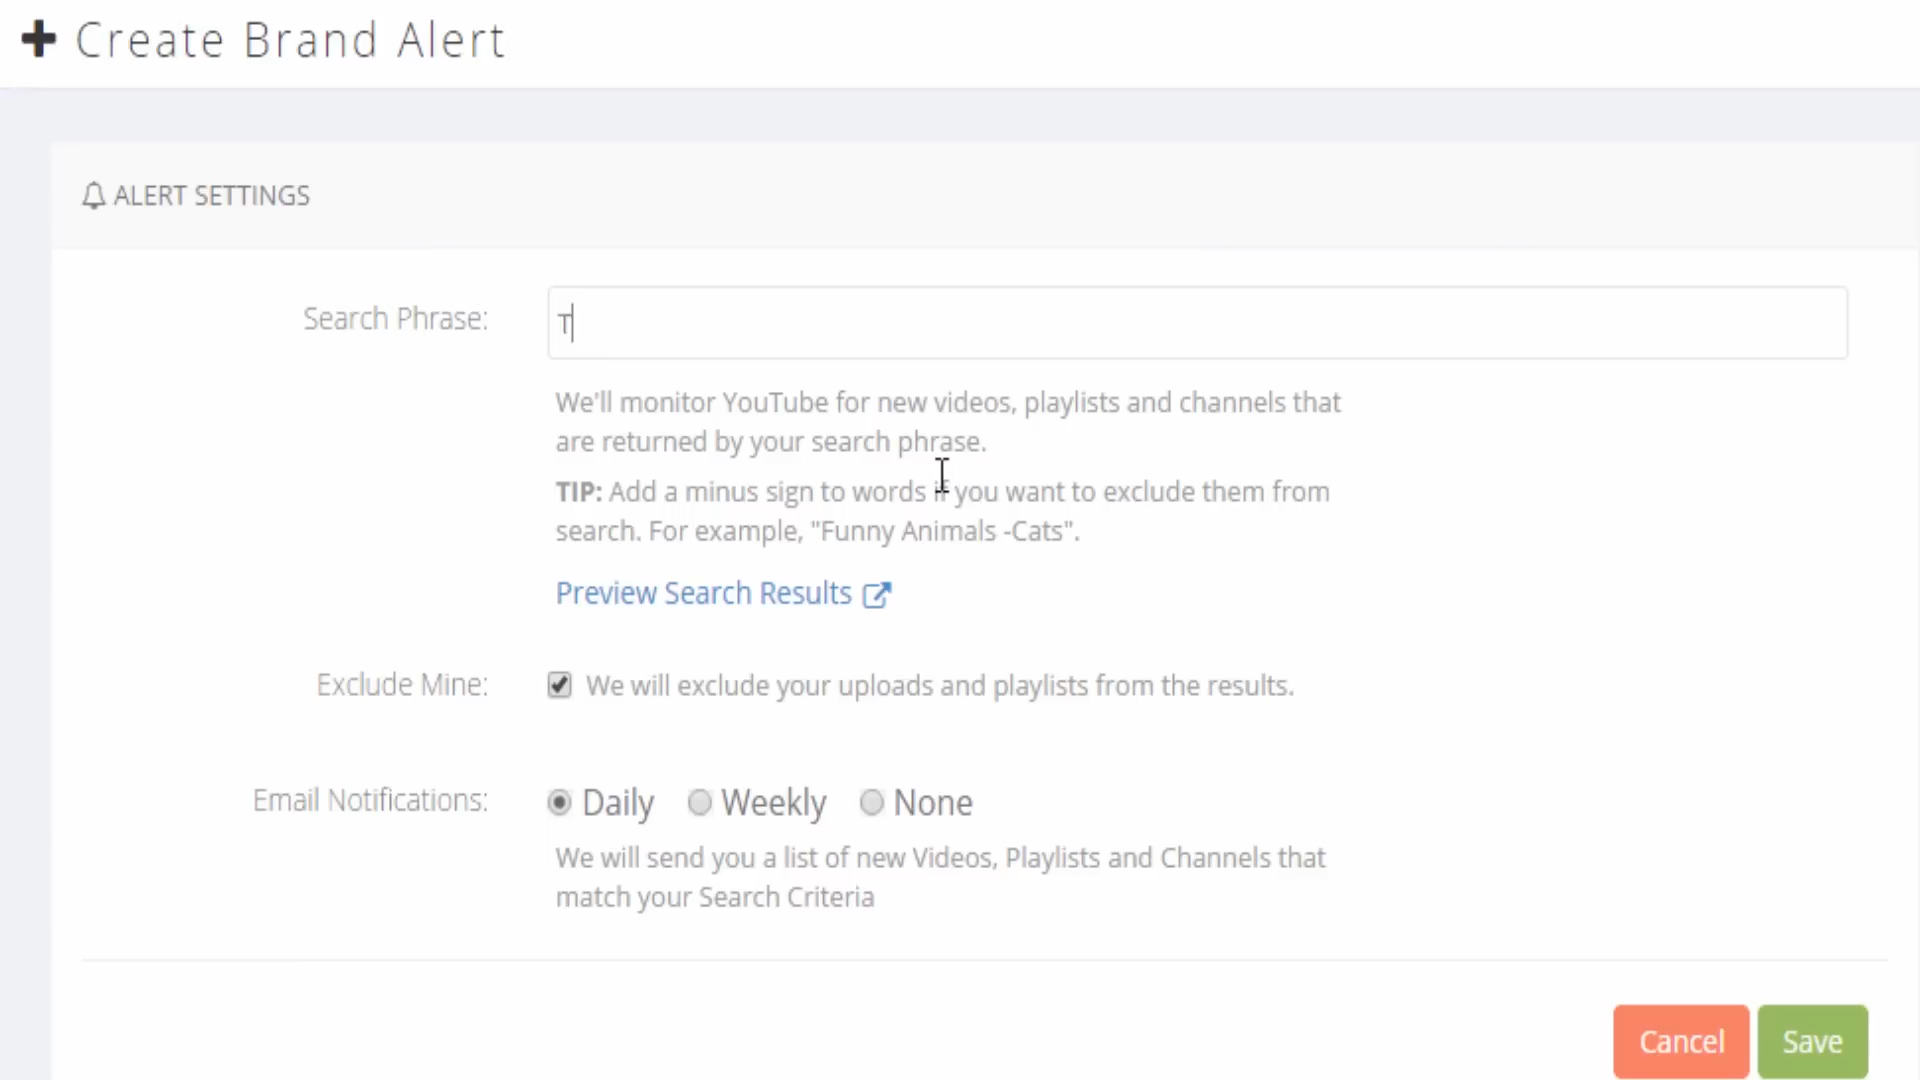 Create Brand Alert
ALERT SETTINGS
Search Phrase:
T
We'll monitor YouTube for new videos, playlists and channels that
are returned by your search phrase.
TIP: Add a minus sign to words if you want to exclude them from
search. For example, "Funny Animals -Cats".
Preview Search Results
Exclude Mine:
We will exclude your uploads and playlists from the results.
Email Notifications:
Daily Weekly None
We will send you a list of new Videos, Playlists and Channels that
match your Search Criteria
Cancel Save